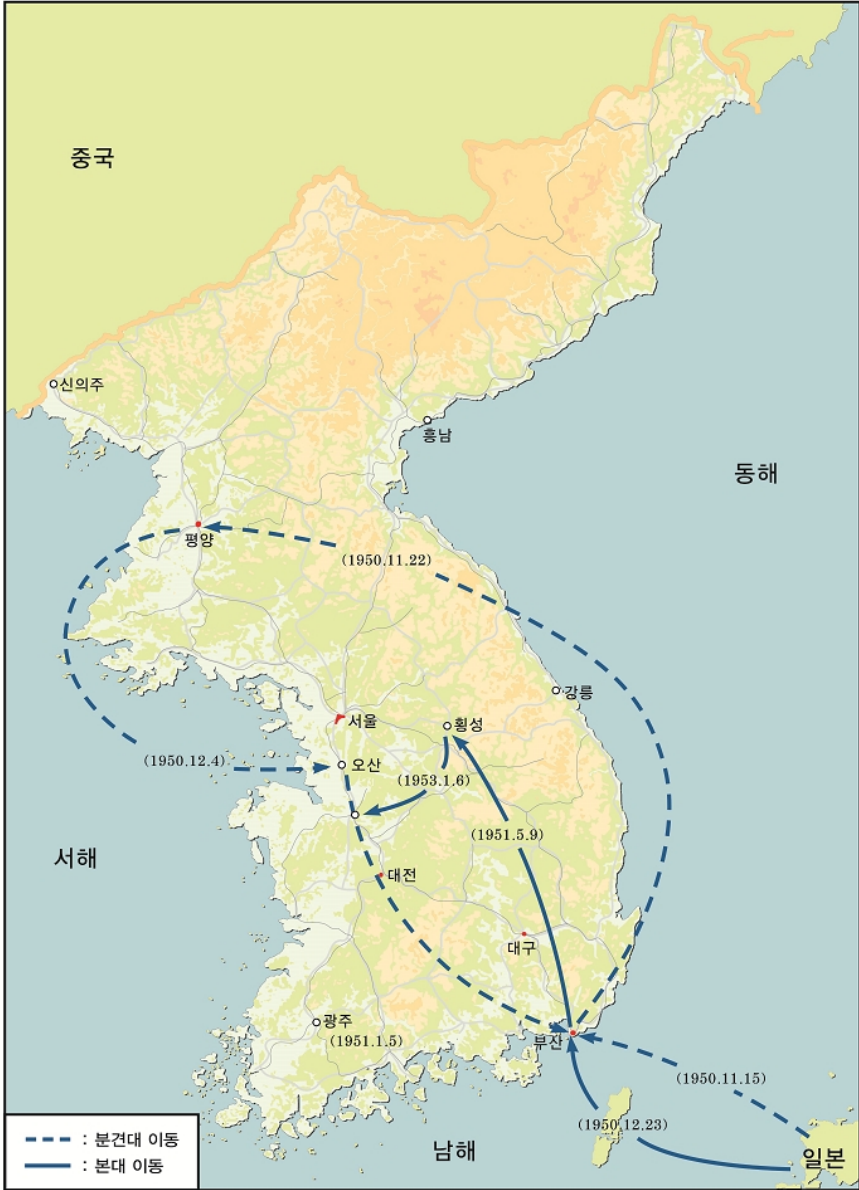 중국
신의주
흥남
동해
평양
(1950.11.22)
강릉
서울
횡성
(1950.12.4)
오산
(1953.1.6)
(1951.5.9)
서해
대전
대구
광주
(1951.1.5)
부산
(1950.11.15)
(1950.12.23)
남해
일본
: 분견대 이동
: 본대 이동